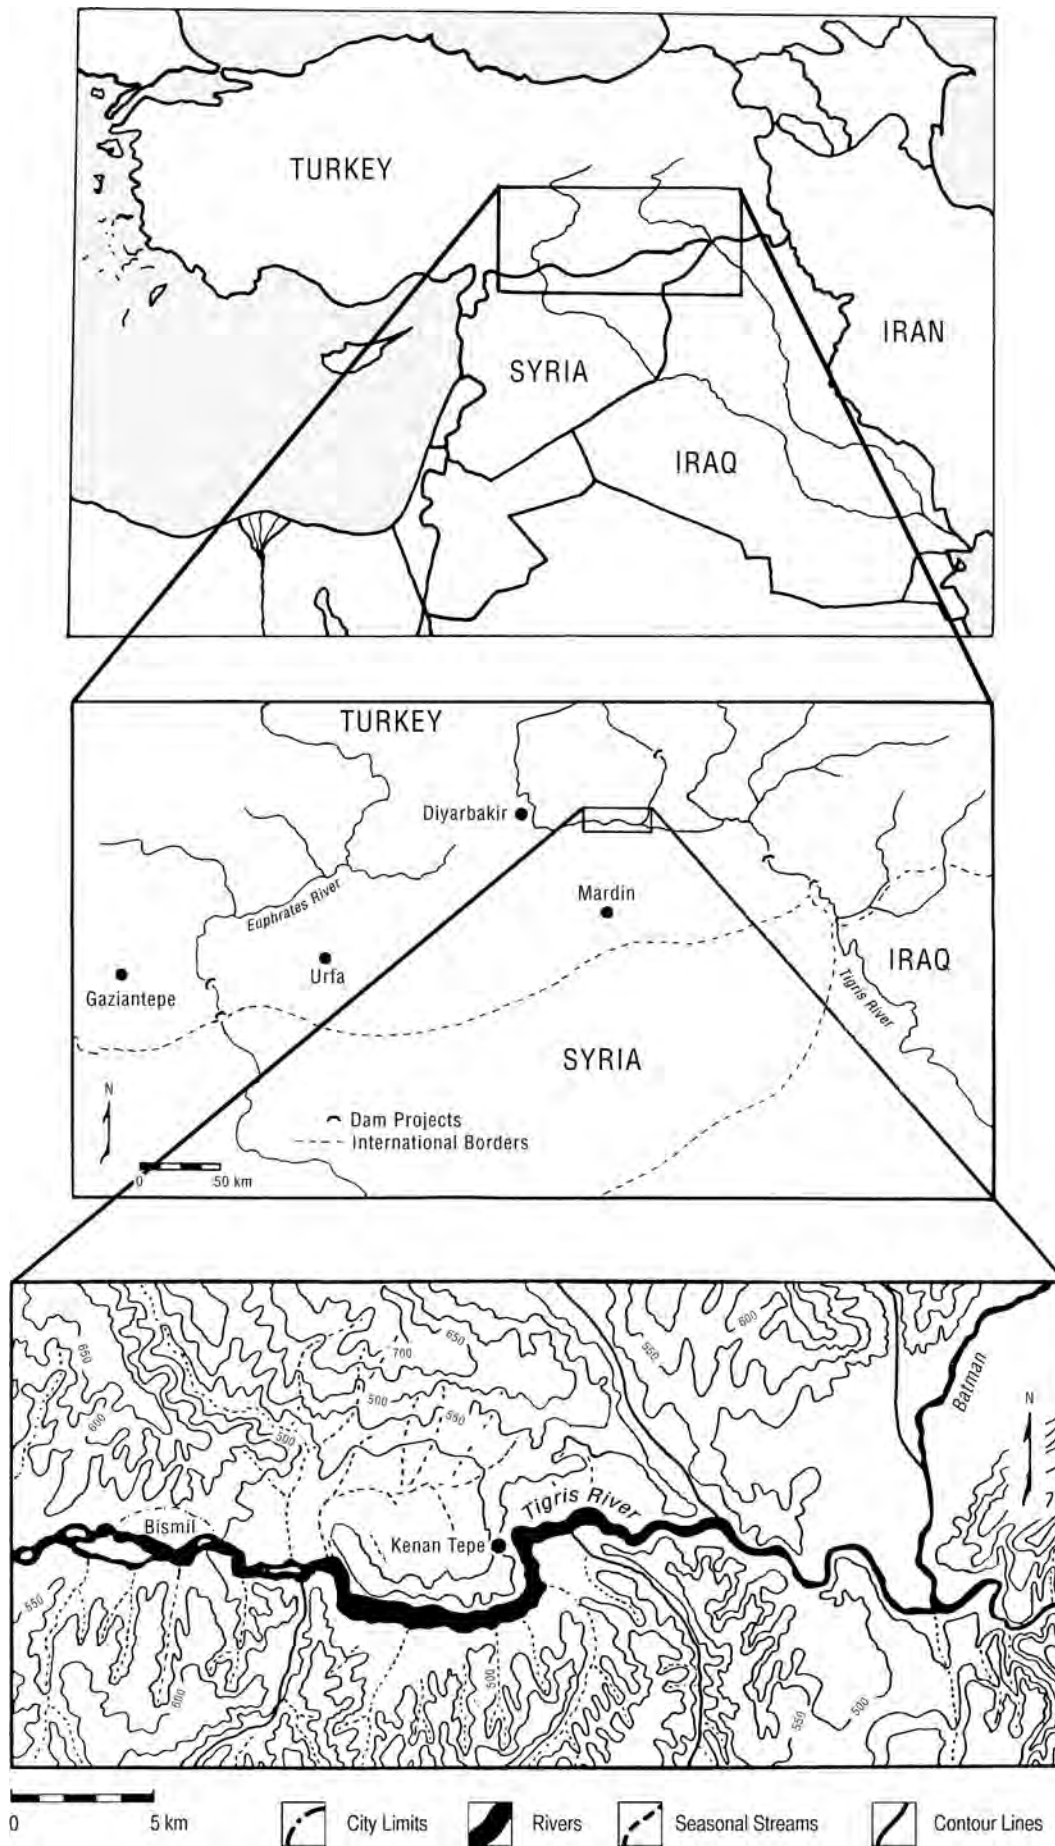 TURKEY
IRAN
SYRIA
IRAQ
TURKEY
Diyarbakir
Mardin
Euphrates River
Urfa
IRAQ
Gaziantepe
Tigris River
SYRIA
N
Dam Projects
International Borders
0 50 km
650
600
650
700
550
600
500
550
500
Batman
N
Tigris River
Bismil
Kenan Tepe
550
600
500
550
500
0 5 km
City Limits
Rivers
Seasonal Streams
Contour Lines